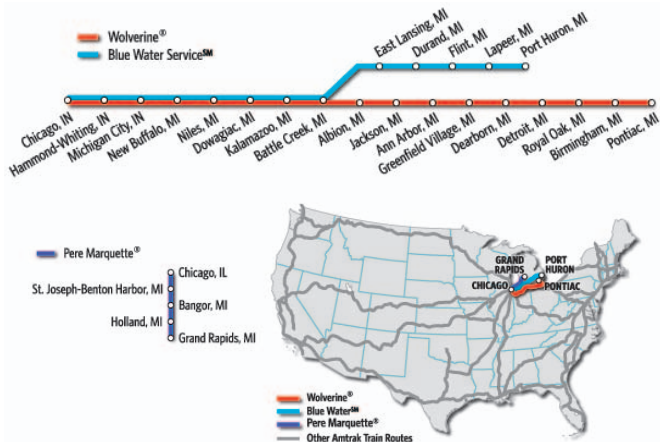 Wolverine®
Blue Water Service℠
East Lansing, MI
Durand, MI
Flint, MI
Lapeer, MI
Port Huron, MI
Chicago, IN
Hammond-Whiting, IN
Michigan City, IN
New Buffalo, MI
Niles, MI
Dowagiac, MI
Kalamazoo, MI
Battle Creek, MI
Albion, MI
Jackson, MI
Ann Arbor, MI
Greenfield Village, MI
Dearborn, MI
Detroit, MI
Royal Oak, MI
Birmingham, MI
Pontiac, MI
Pere Marquette®
Chicago, IL
St. Joseph-Benton Harbor, MI
Bangor, MI
Holland, MI
Grand Rapids, MI
GRAND
RAPIDS
PORT
HURON
CHICAGO
PONTIAC
Wolverine®
Blue Water℠
Pere Marquette®
Other Amtrak Train Routes